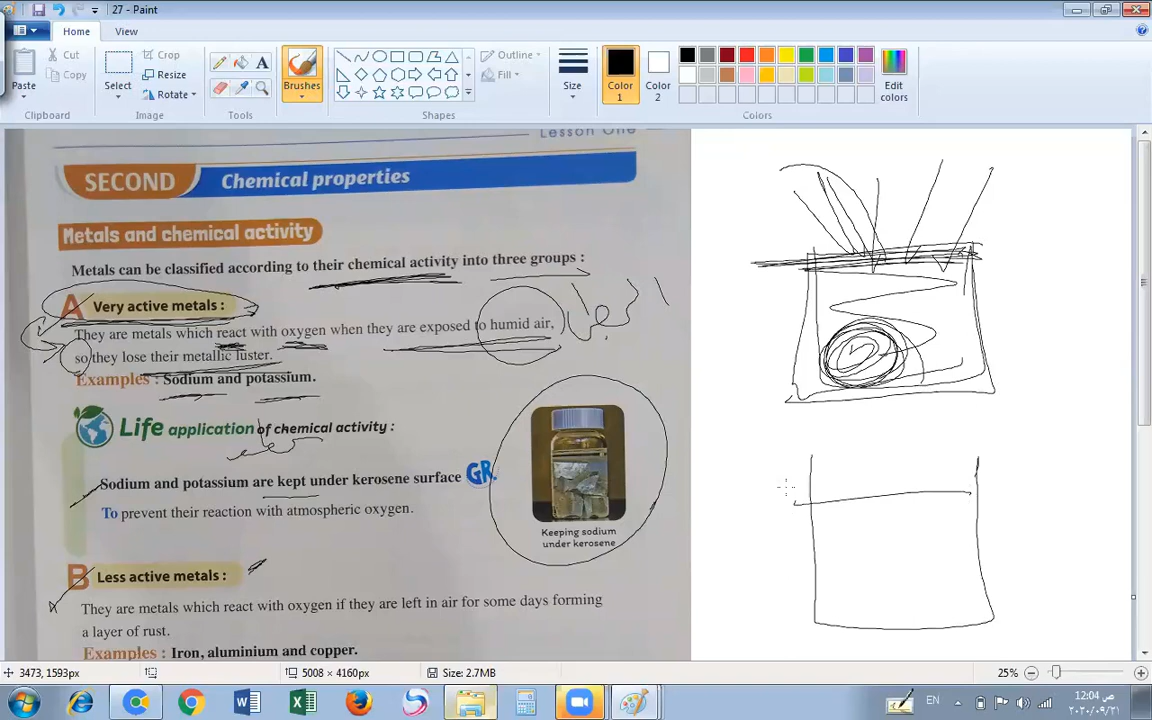 27 - Paint
Home View
Paste
Cut
Copy
Clipboard
Select
Crop
Resize
Rotate
Image
Tools
Brushes
Shapes
Outline
Fill
Size
Color 1
Color 2
Edit colors
Colors
Lesson One
SECOND Chemical properties
Metals and chemical activity
Metals can be classified according to their chemical activity into three groups :
A Very active metals :
They are metals which react with oxygen when they are exposed to humid air,
so they lose their metallic luster.
Examples : Sodium and potassium.
Life application of chemical activity :
Sodium and potassium are kept under kerosene surface GR.
To prevent their reaction with atmospheric oxygen.
Keeping sodium
under kerosene
B Less active metals :
They are metals which react with oxygen if they are left in air for some days forming
a layer of rust.
Examples : Iron, aluminium and copper.
3473, 1593px
5008 × 4160px
Size: 2.7MB
25%
EN
12:04 ص
٢٠٢٠/٠٩/٢١